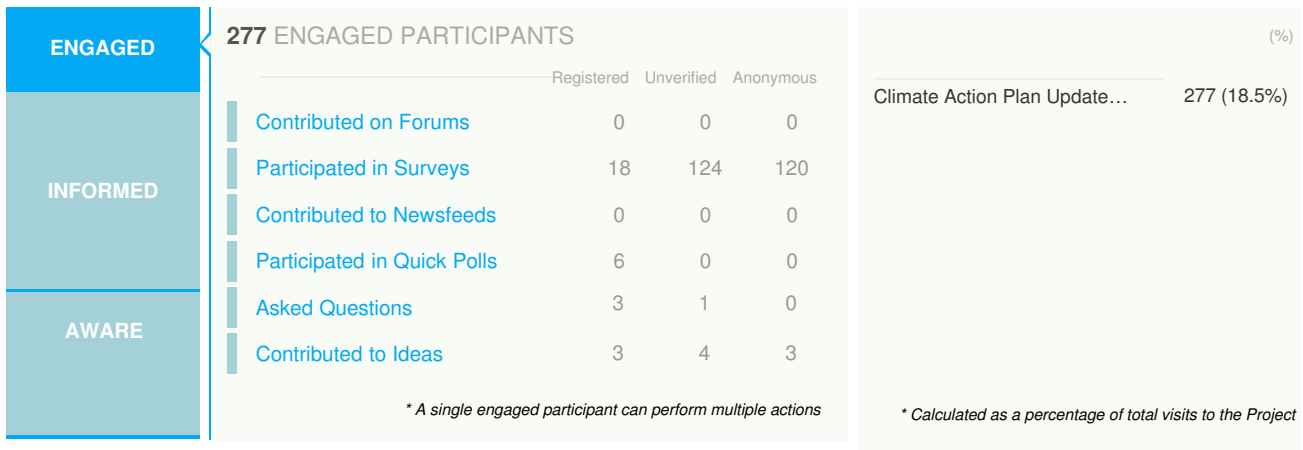 ENGAGED
INFORMED
AWARE
277 ENGAGED PARTICIPANTS
Registered Unverified Anonymous
Contributed on Forums 0 0 0
Participated in Surveys 18 124 120
Contributed to Newsfeeds 0 0 0
Participated in Quick Polls 6 0 0
Asked Questions 3 1 0
Contributed to Ideas 3 4 3
* A single engaged participant can perform multiple actions
(%)
Climate Action Plan Update… 277 (18.5%)
* Calculated as a percentage of total visits to the Project